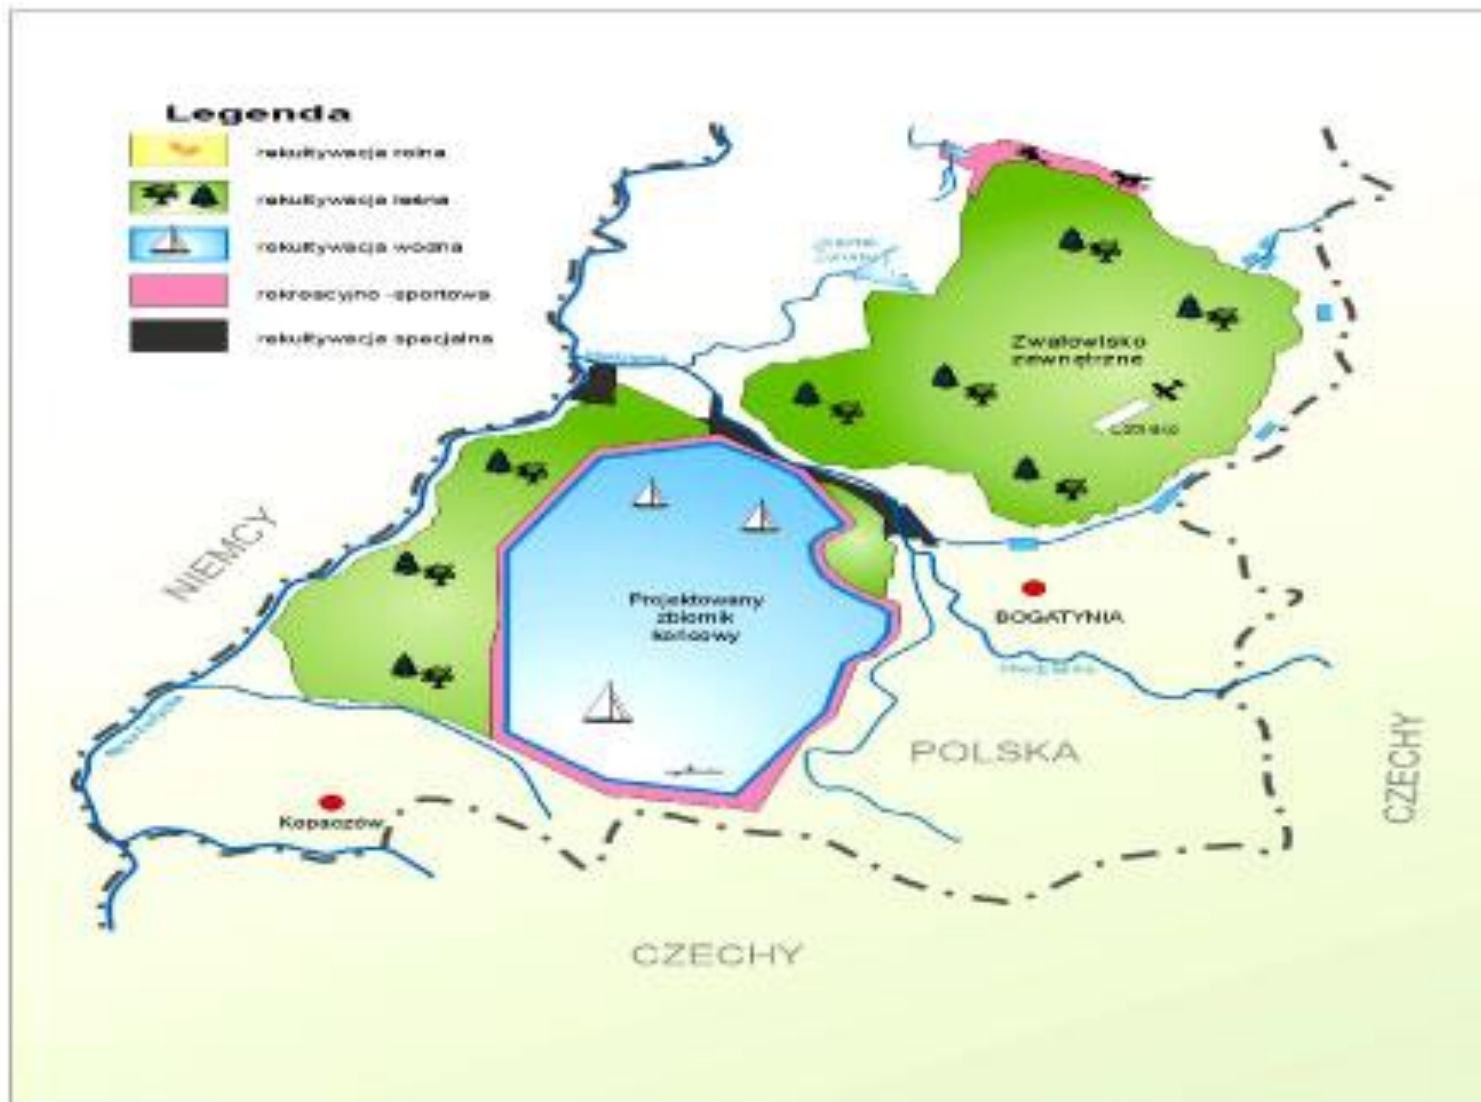 Legenda
rekultywacja rolna
rekultywacja leśna
rekultywacja wodna
rekreacyjno -sportowa
rekultywacja specjalna
Zwałowisko
zewnętrzne
NIEMCY
Projektowany
zbiornik
końcowy
BOGATYNIA
POLSKA
CZECHY
Kopaczów
CZECHY